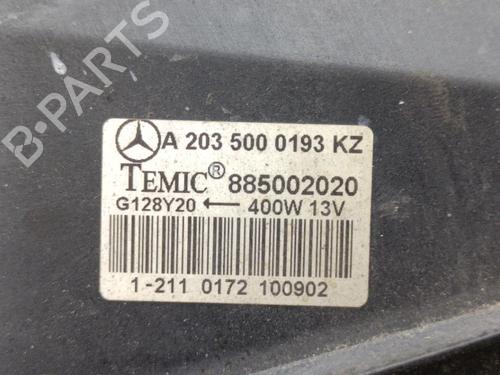 B-PARTS
A 203 500 0193 KZ
TEMIC® 885002020
G128Y20 ← 400W 13V
1-211 0172 100902